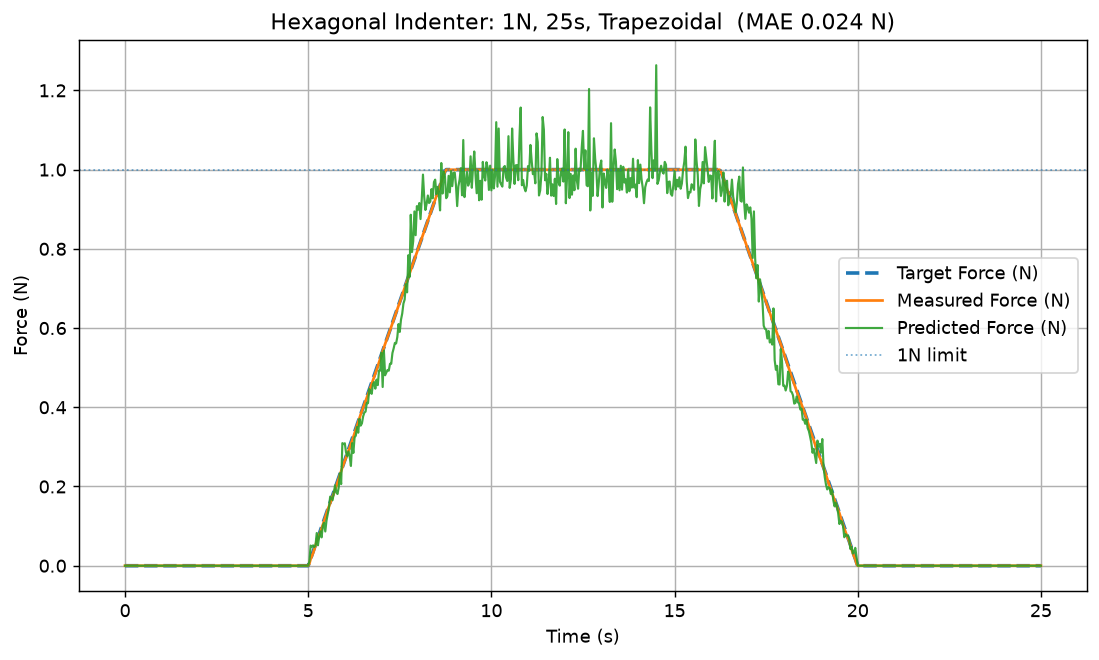 Hexagonal Indenter: 1N, 25s, Trapezoidal (MAE 0.024 N)
Force (N)
1.2
1.0
0.8
0.6
0.4
0.2
0.0
Target Force (N)
Measured Force (N)
Predicted Force (N)
1N limit
0 5 10 15 20 25
Time (s)